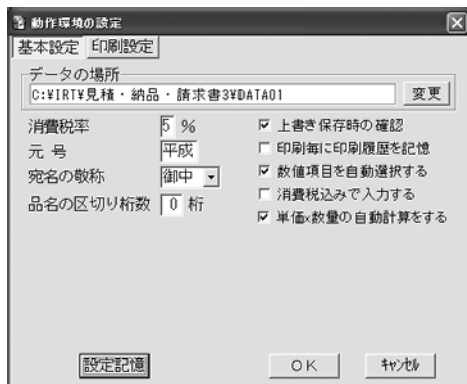 動作環境の設定
基本設定 印刷設定
データの場所
C:¥IRT¥見積・納品・請求書3¥DATA01 変更
消費税率 5 %
元 号 平成
宛名の敬称 御中
品名の区切り桁数 0 桁
上書き保存時の確認
印刷毎に印刷履歴を記憶
数値項目を自動選択する
消費税込みで入力する
単価x数量の自動計算をする
設定記憶 OK キャンセル